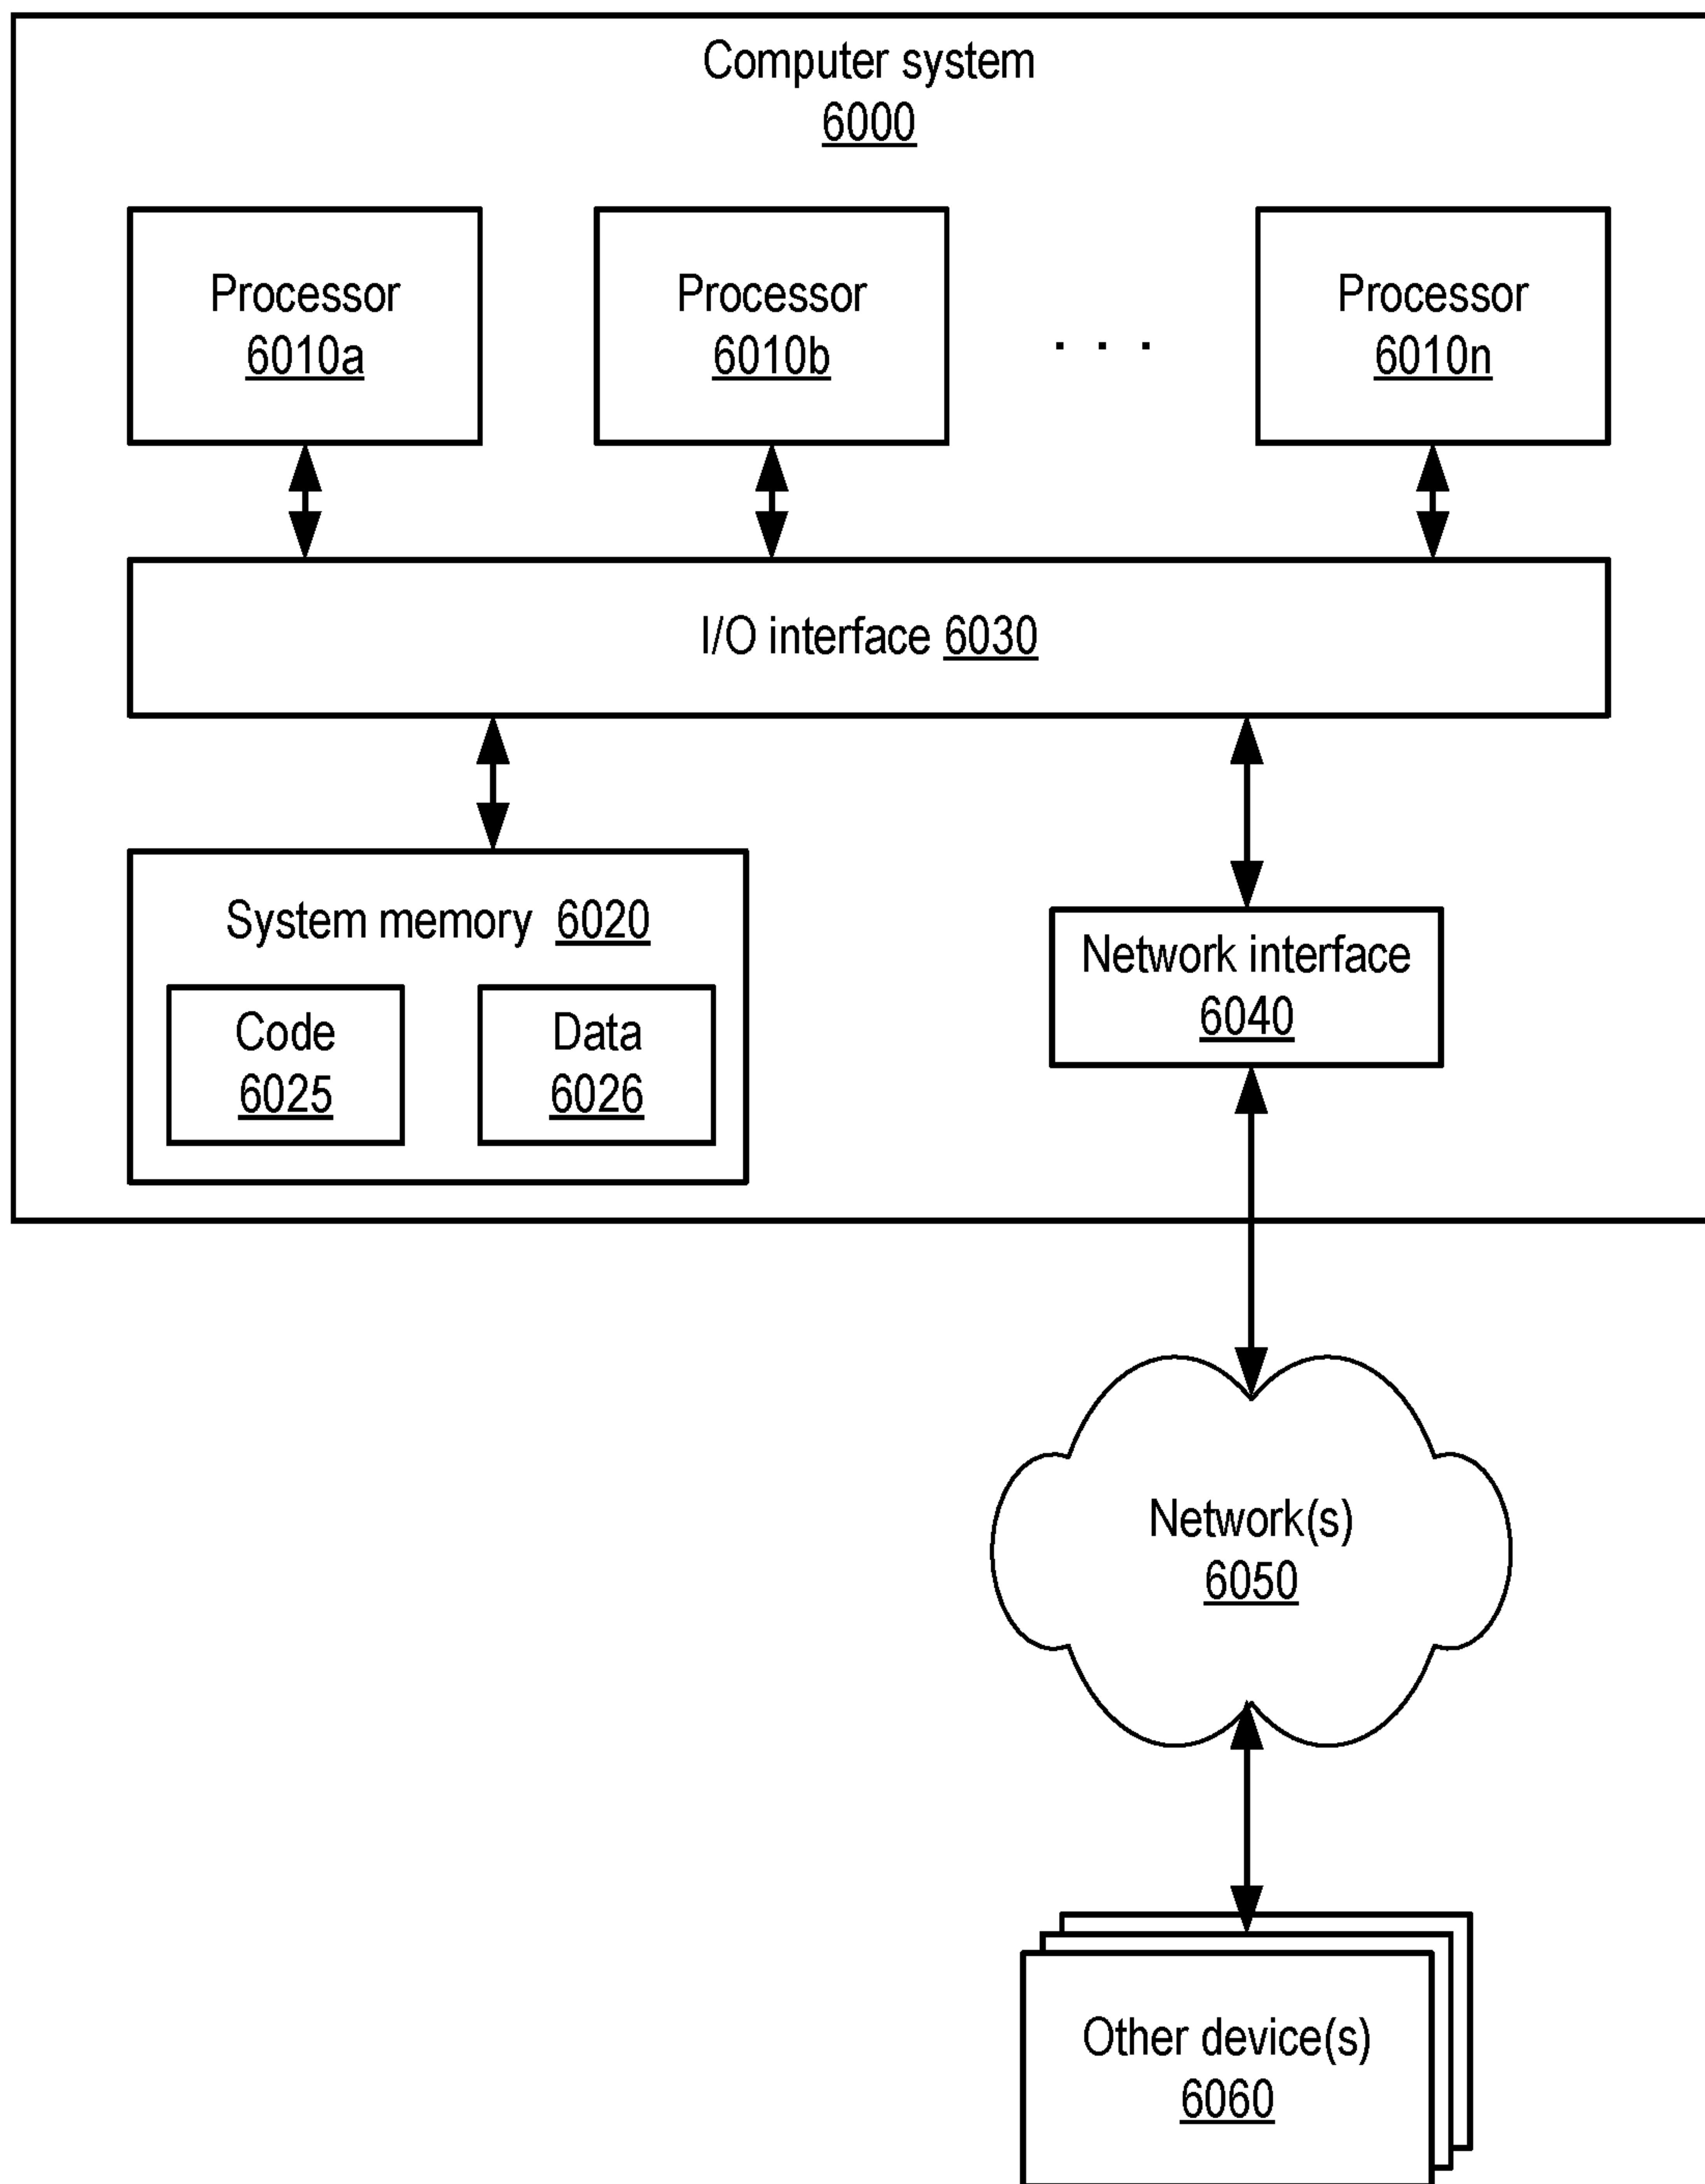 Computer system
6000
Processor
6010a
Processor
6010b
. . .
Processor
6010n
I/O interface 6030
System memory 6020
Code
6025
Data
6026
Network interface
6040
Network(s)
6050
Other device(s)
6060